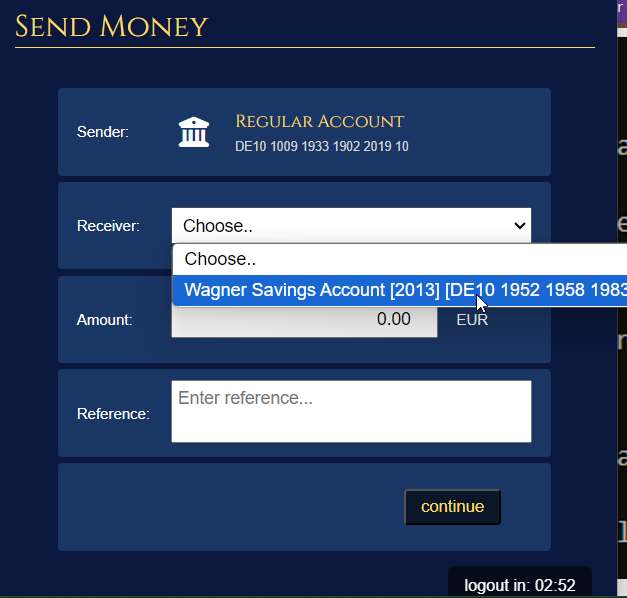 Send Money
Sender:
Regular Account
DE10 1009 1933 1902 2019 10
Receiver:
Choose..
Choose..
Wagner Savings Account [2013] [DE10 1952 1958 1983
Amount:
0.00
EUR
Reference:
Enter reference...
continue
logout in: 02:52